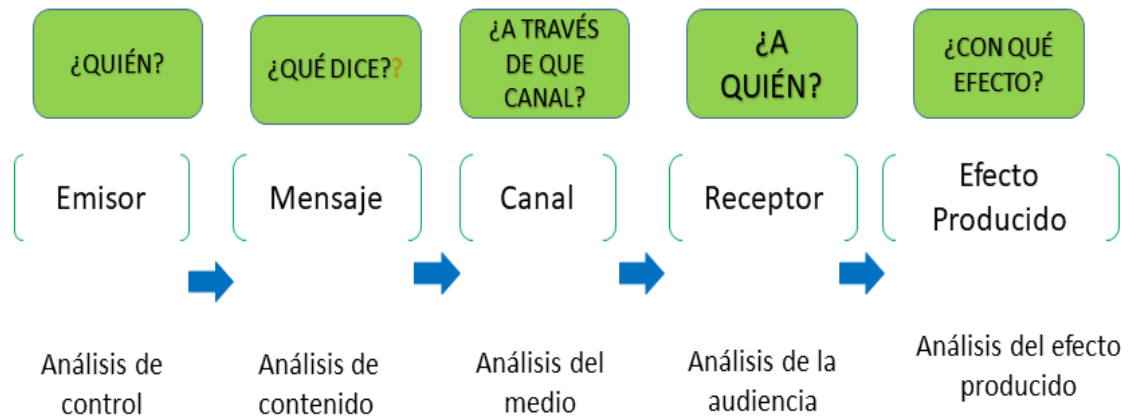 ¿QUIÉN?
¿QUÉ DICE??
¿A TRAVÉS
DE QUE
CANAL?
¿A
QUIÉN?
¿CON QUÉ
EFECTO?
Emisor
Mensaje
Canal
Receptor
Efecto
Producido
Análisis de
control
Análisis de
contenido
Análisis del
medio
Análisis de la
audiencia
Análisis del efecto
producido